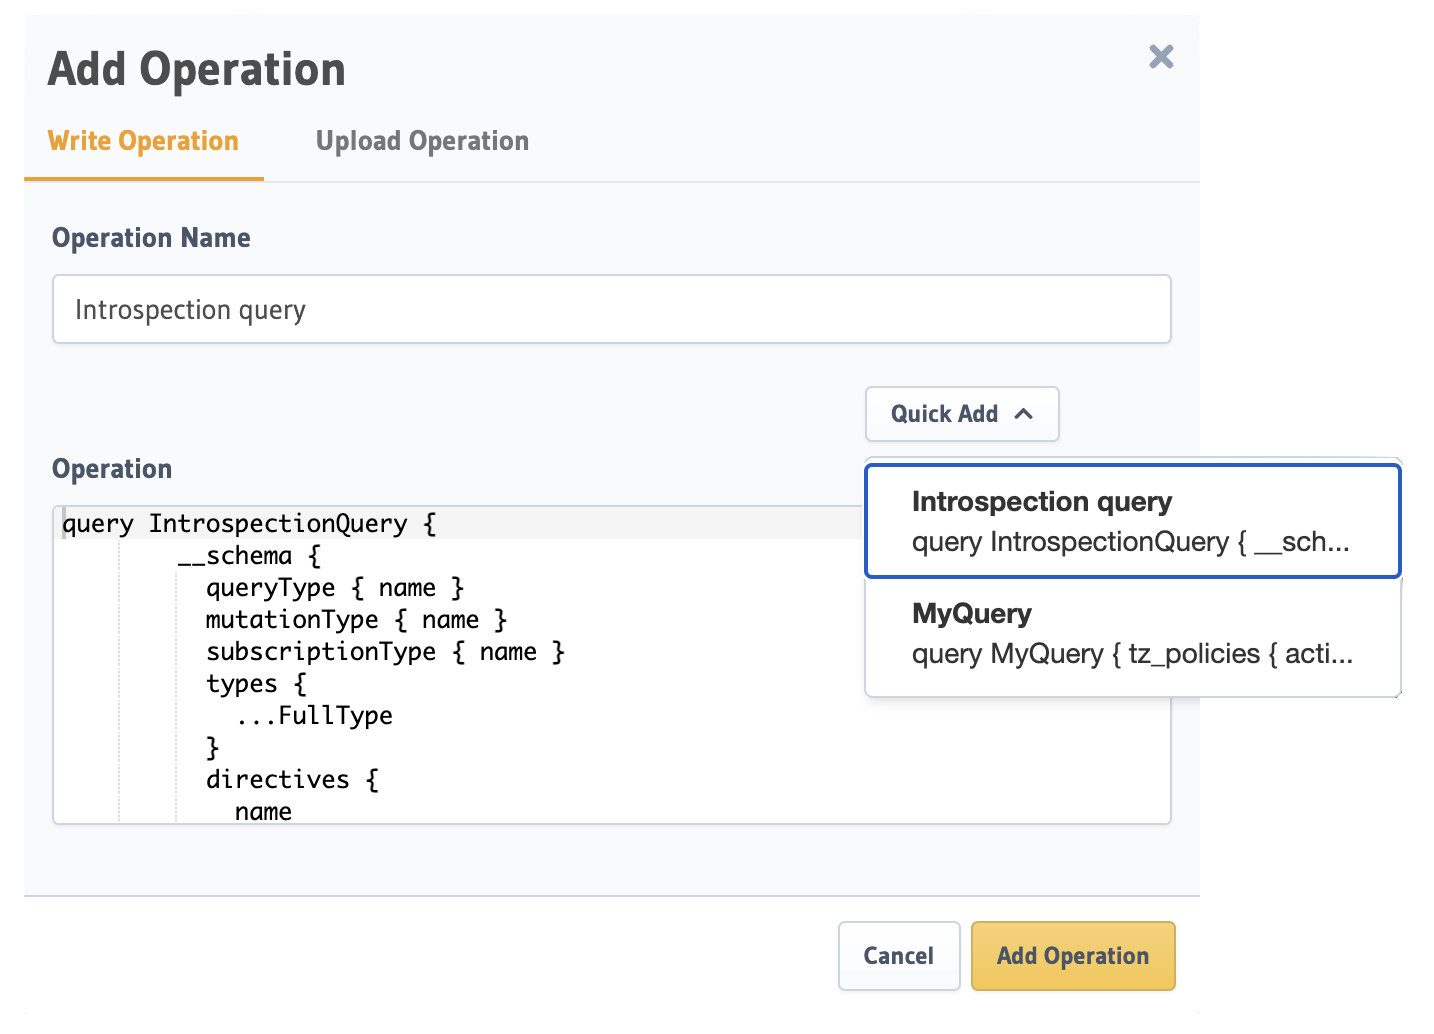 Add Operation
Write Operation
Upload Operation
Operation Name
Introspection query
Quick Add
Operation
query IntrospectionQuery {
__schema {
queryType { name }
mutationType { name }
subscriptionType { name }
types {
...FullType
}
directives {
name
Introspection query
query IntrospectionQuery { __sch...
MyQuery
query MyQuery { tz_policies { acti...
Cancel
Add Operation